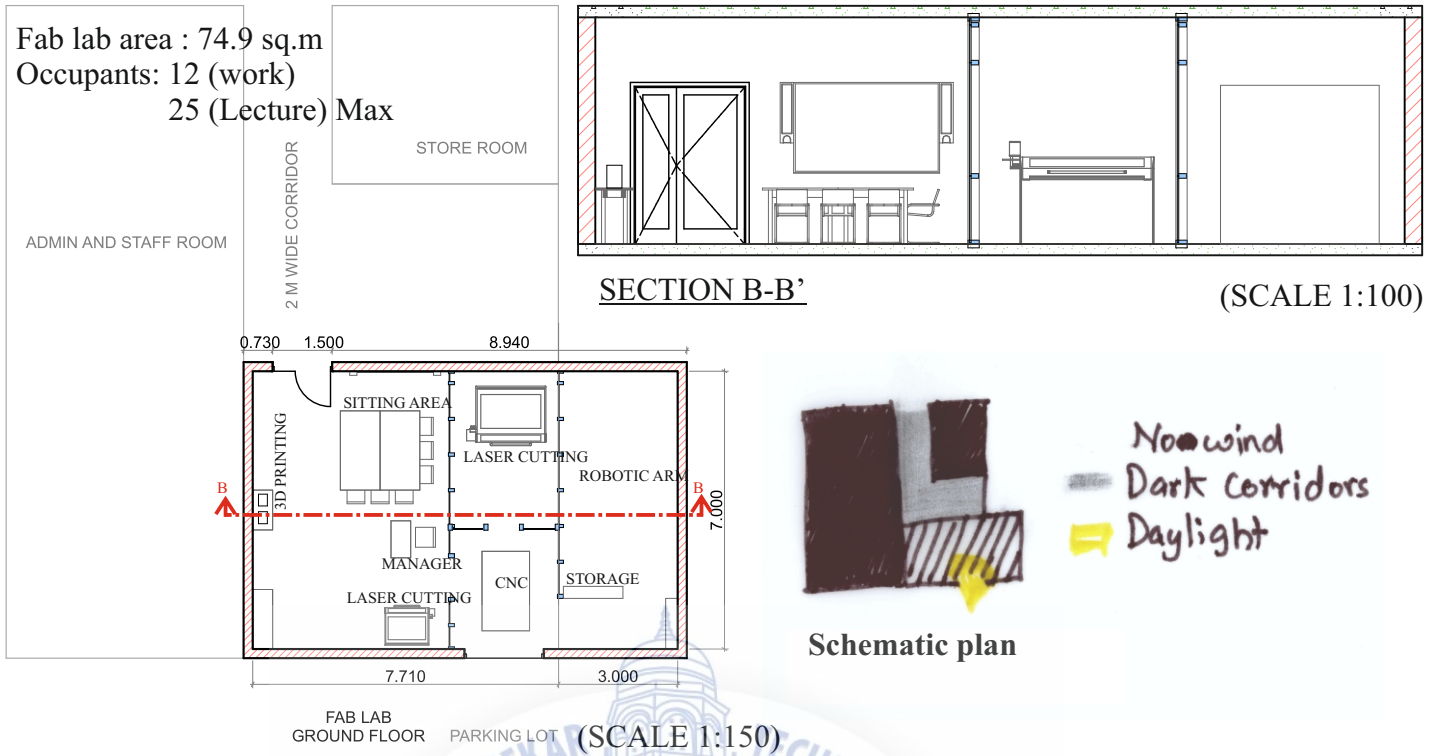 Fab lab area : 74.9 sq.m
Occupants: 12 (work)
25 (Lecture) Max
STORE ROOM
2 M WIDE CORRIDOR
ADMIN AND STAFF ROOM
SECTION B-B’
(SCALE 1:100)
0.730 1.500 8.940
3D PRINTING
SITTING AREA
LASER CUTTING
ROBOTIC ARM
B
B
7.000
MANAGER
CNC
STORAGE
LASER CUTTING
7.710 3.000
FAB LAB
GROUND FLOOR
PARKING LOT
(SCALE 1:150)
No wind
Dark Corridors
Daylight
Schematic plan